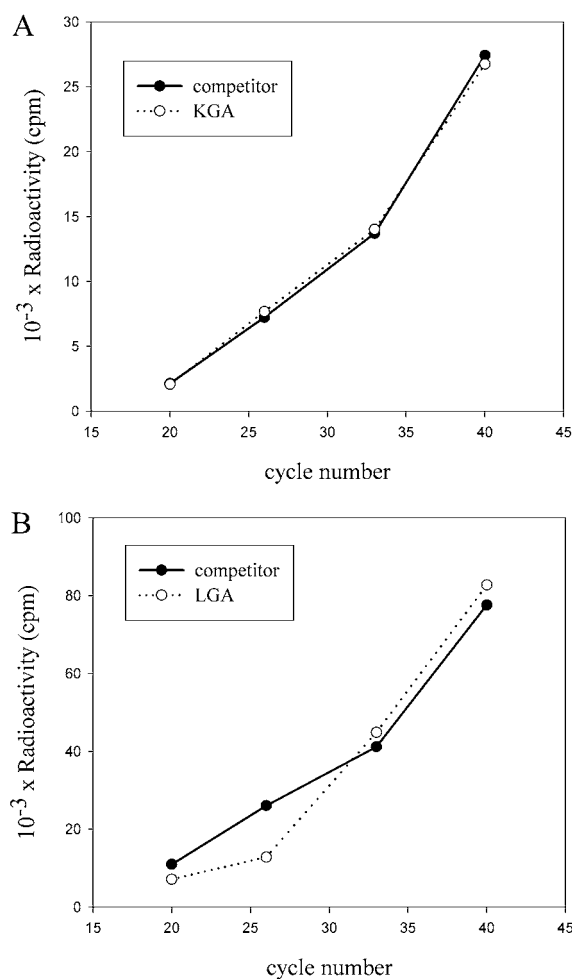 A
30
25
20
15
10
5
0
competitor
KGA
10-3 x Radioactivity (cpm)
15 20 25 30 35 40 45
cycle number
B
100
80
60
40
20
0
competitor
LGA
10-3 x Radioactivity (cpm)
15 20 25 30 35 40 45
cycle number